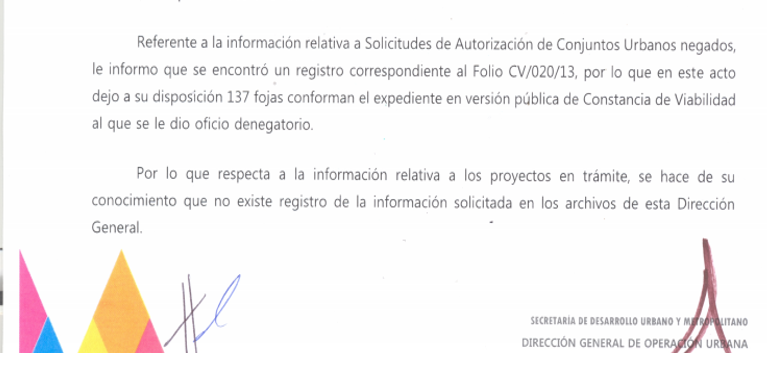 Referente a la información relativa a Solicitudes de Autorización de Conjuntos Urbanos negados,
le informo que se encontró un registro correspondiente al Folio CV/020/13, por lo que en este acto
dejo a su disposición 137 fojas conforman el expediente en versión pública de Constancia de Viabilidad
al que se le dio oficio denegatorio.
Por lo que respecta a la información relativa a los proyectos en trámite, se hace de su
conocimiento que no existe registro de la información solicitada en los archivos de esta Dirección
General.
SECRETARÍA DE DESARROLLO URBANO Y METROPOLITANO
DIRECCIÓN GENERAL DE OPERACIÓN URBANA